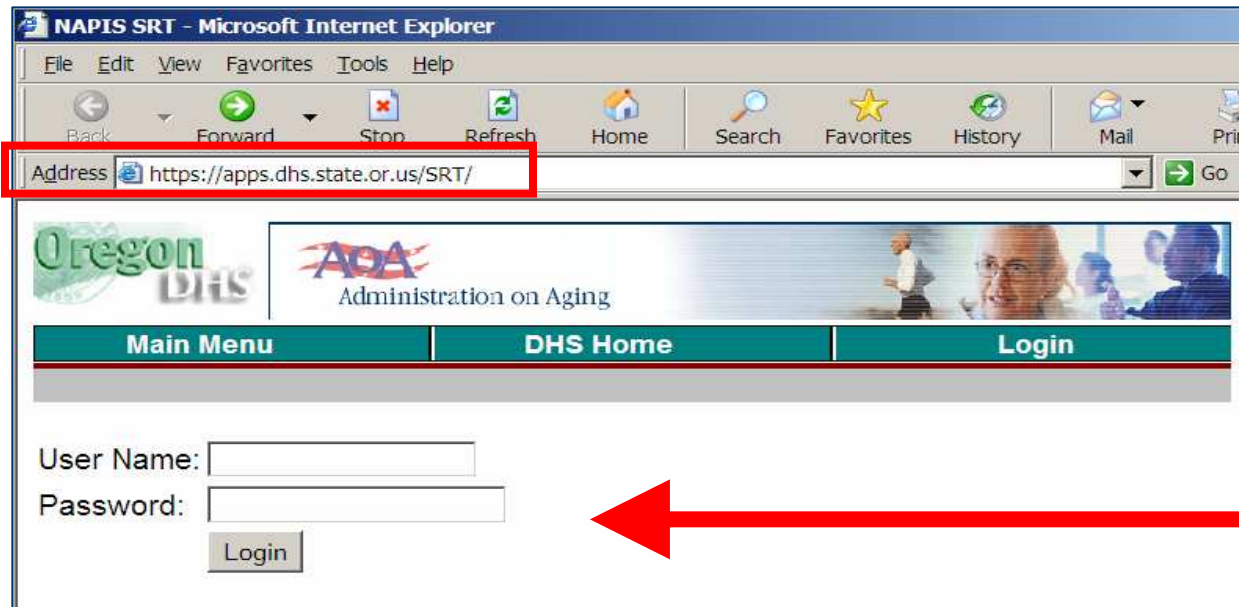 NAPIS SRT - Microsoft Internet Explorer
File Edit View Favorites Tools Help
Back Forward Stop Refresh Home Search Favorites History Mail
Address https://apps.dhs.state.or.us/SRT/ Go
Oregon
DHS
AOA
Administration on Aging
Main Menu DHS Home Login
User Name:
Password:
Login